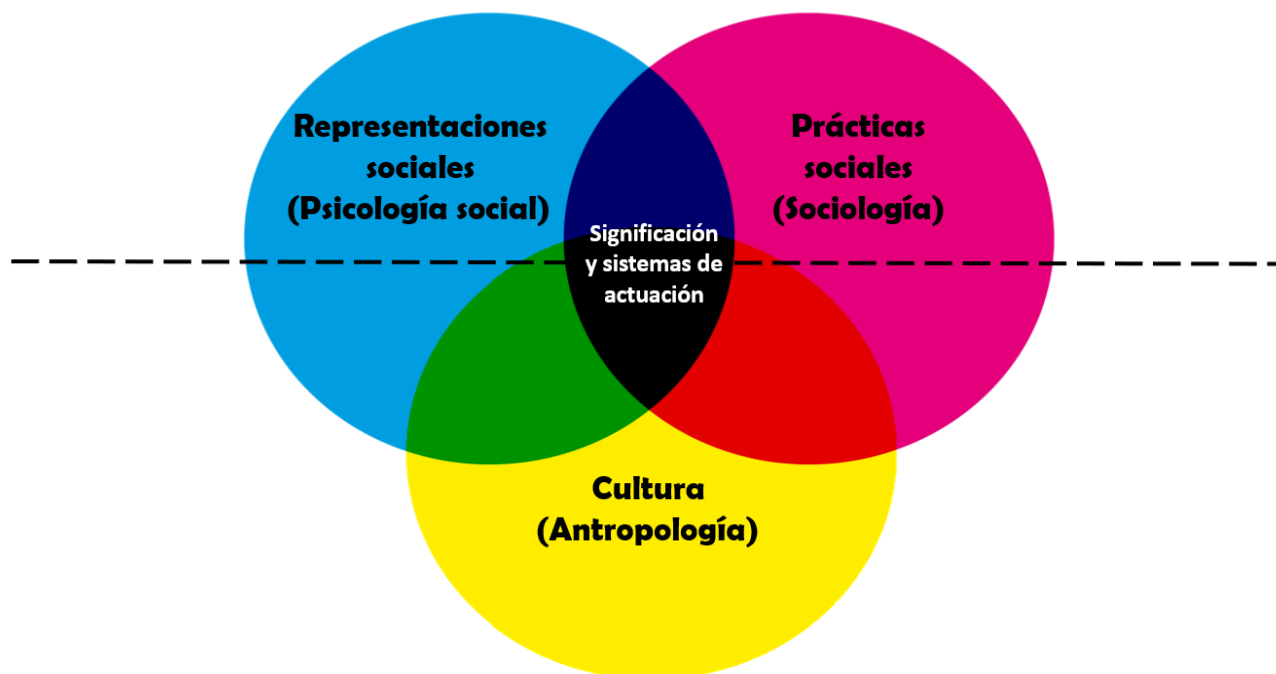 Representaciones
sociales
(Psicología social)
Prácticas
sociales
(Sociología)
Significación
y sistemas de
actuación
Cultura
(Antropología)